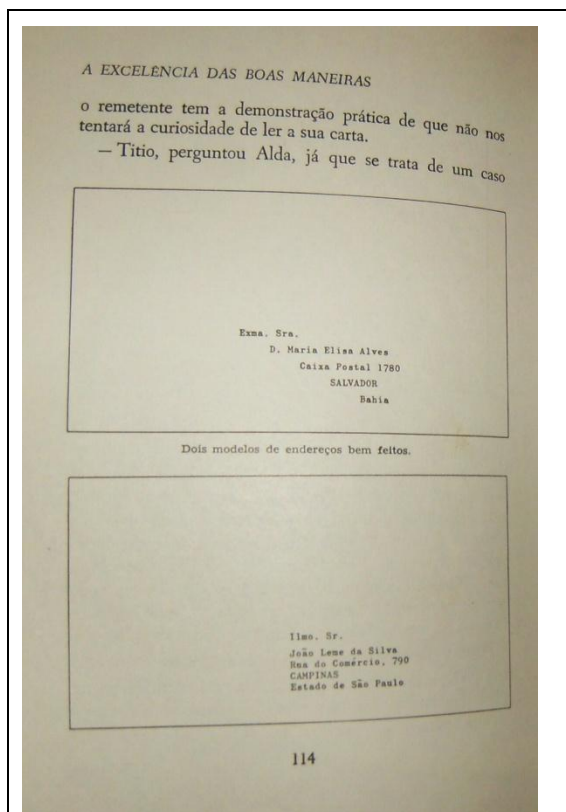 A EXCELÊNCIA DAS BOAS MANEIRAS
o remetente tem a demonstração prática de que não nos
tentará a curiosidade de ler a sua carta.
— Titio, perguntou Alda, já que se trata de um caso
Exma. Sra.
D. Maria Elisa Alves
Caixa Postal 1780
SALVADOR
Bahia
Dois modelos de endereços bem feitos.
Ilmo. Sr.
João Leme da Silva
Rua do Comércio, 790
CAMPINAS
Estado de São Paulo
114